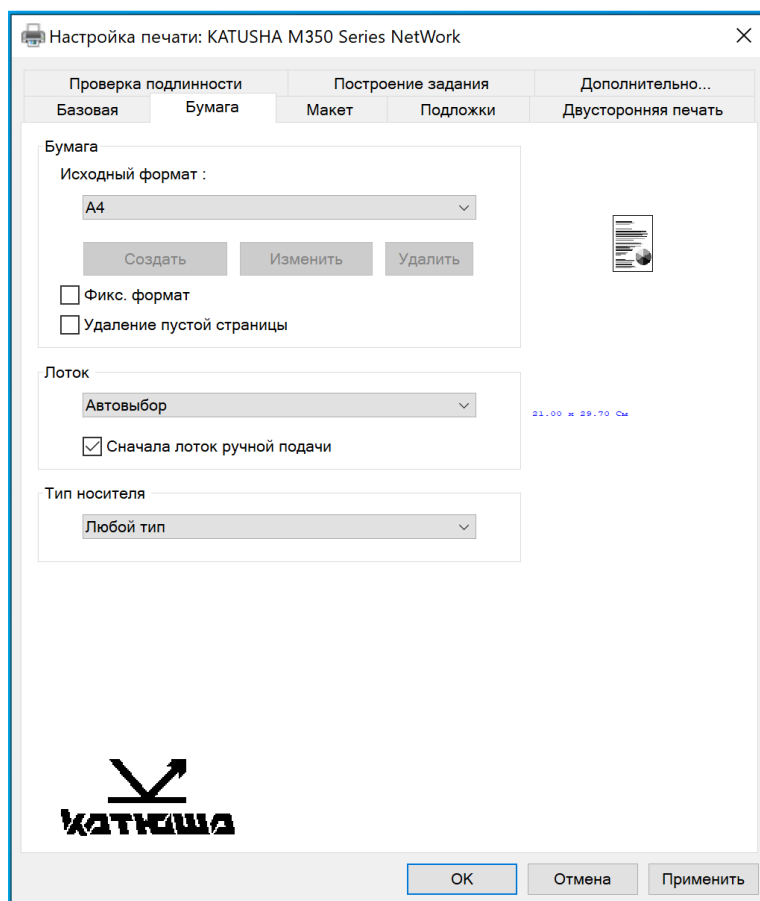 Настройка печати: KATUSHA M350 Series NetWork
Проверка подлинности Построение задания Дополнительно...
Базовая Бумага Макет Подложки Двусторонняя печать
Бумага
Исходный формат :
A4
Создать Изменить Удалить
Фикс. формат
Удаление пустой страницы
Лоток
Автовыбор
21.00 x 29.70 См
Сначала лоток ручной подачи
Тип носителя
Любой тип
катюша
OK Отмена Применить